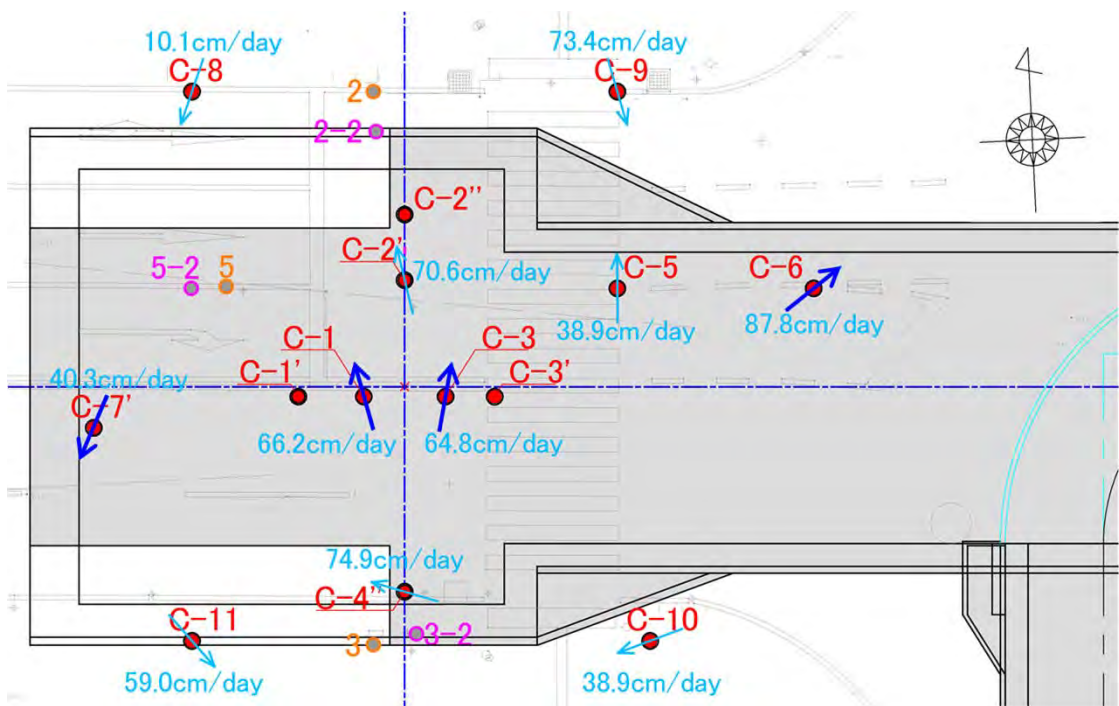 10.1cm/day
73.4cm/day
C-8
2
C-9
2-2
C-2''
C-2'
5-2
5
70.6cm/day
C-5
C-6
38.9cm/day
87.8cm/day
C-1
C-3
C-1'
C-3'
40.3cm/day
C-7'
66.2cm/day
64.8cm/day
74.9cm/day
C-4''
C-11
3
3-2
C-10
59.0cm/day
38.9cm/day